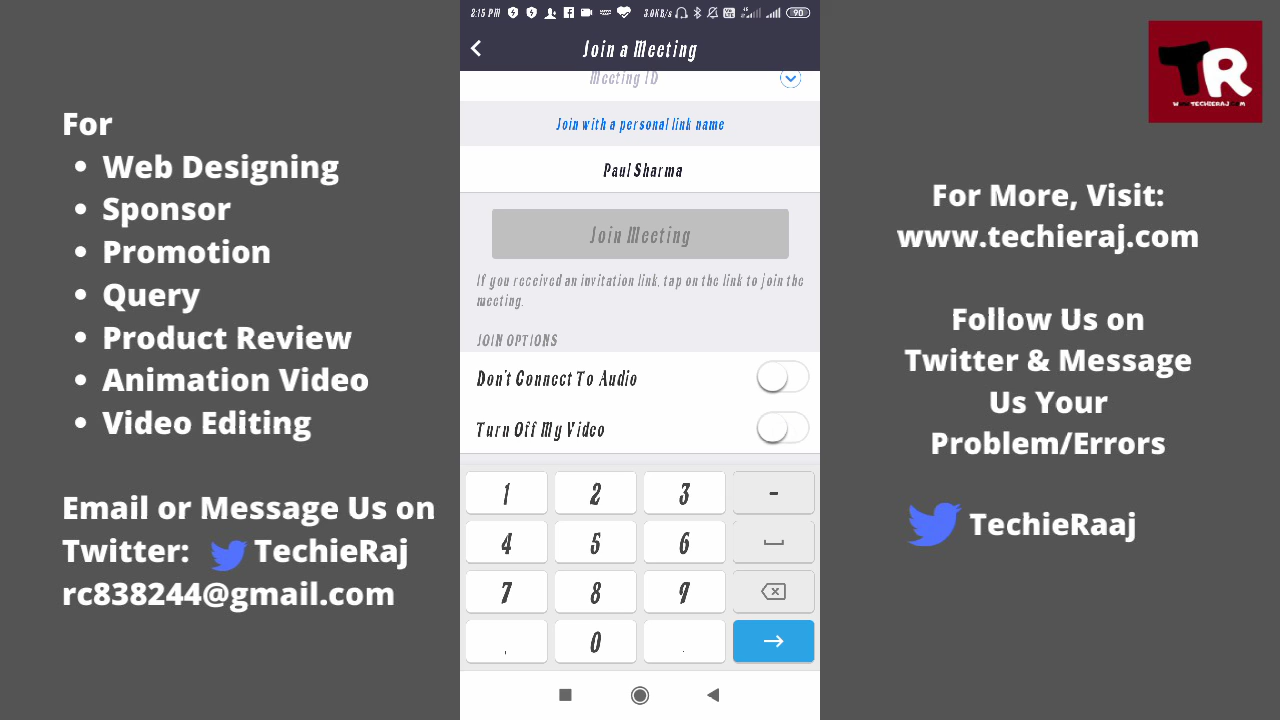 For
• Web Designing
• Sponsor
• Promotion
• Query
• Product Review
• Animation Video
• Video Editing
Email or Message Us on
Twitter: TechieRaj
rc838244@gmail.com
2:15 PM 3.0KB/s 90
Join a Meeting
Meeting ID
Join with a personal link name
Paul Sharma
Join Meeting
If you received an invitation link, tap on the link to join the
meeting.
JOIN OPTIONS
Don't Connect To Audio
Turn Off My Video
1 2 3 -
4 5 6
7 8 9
, 0 .
TR
For More, Visit:
www.techieraj.com
Follow Us on
Twitter & Message
Us Your
Problem/Errors
TechieRaaj